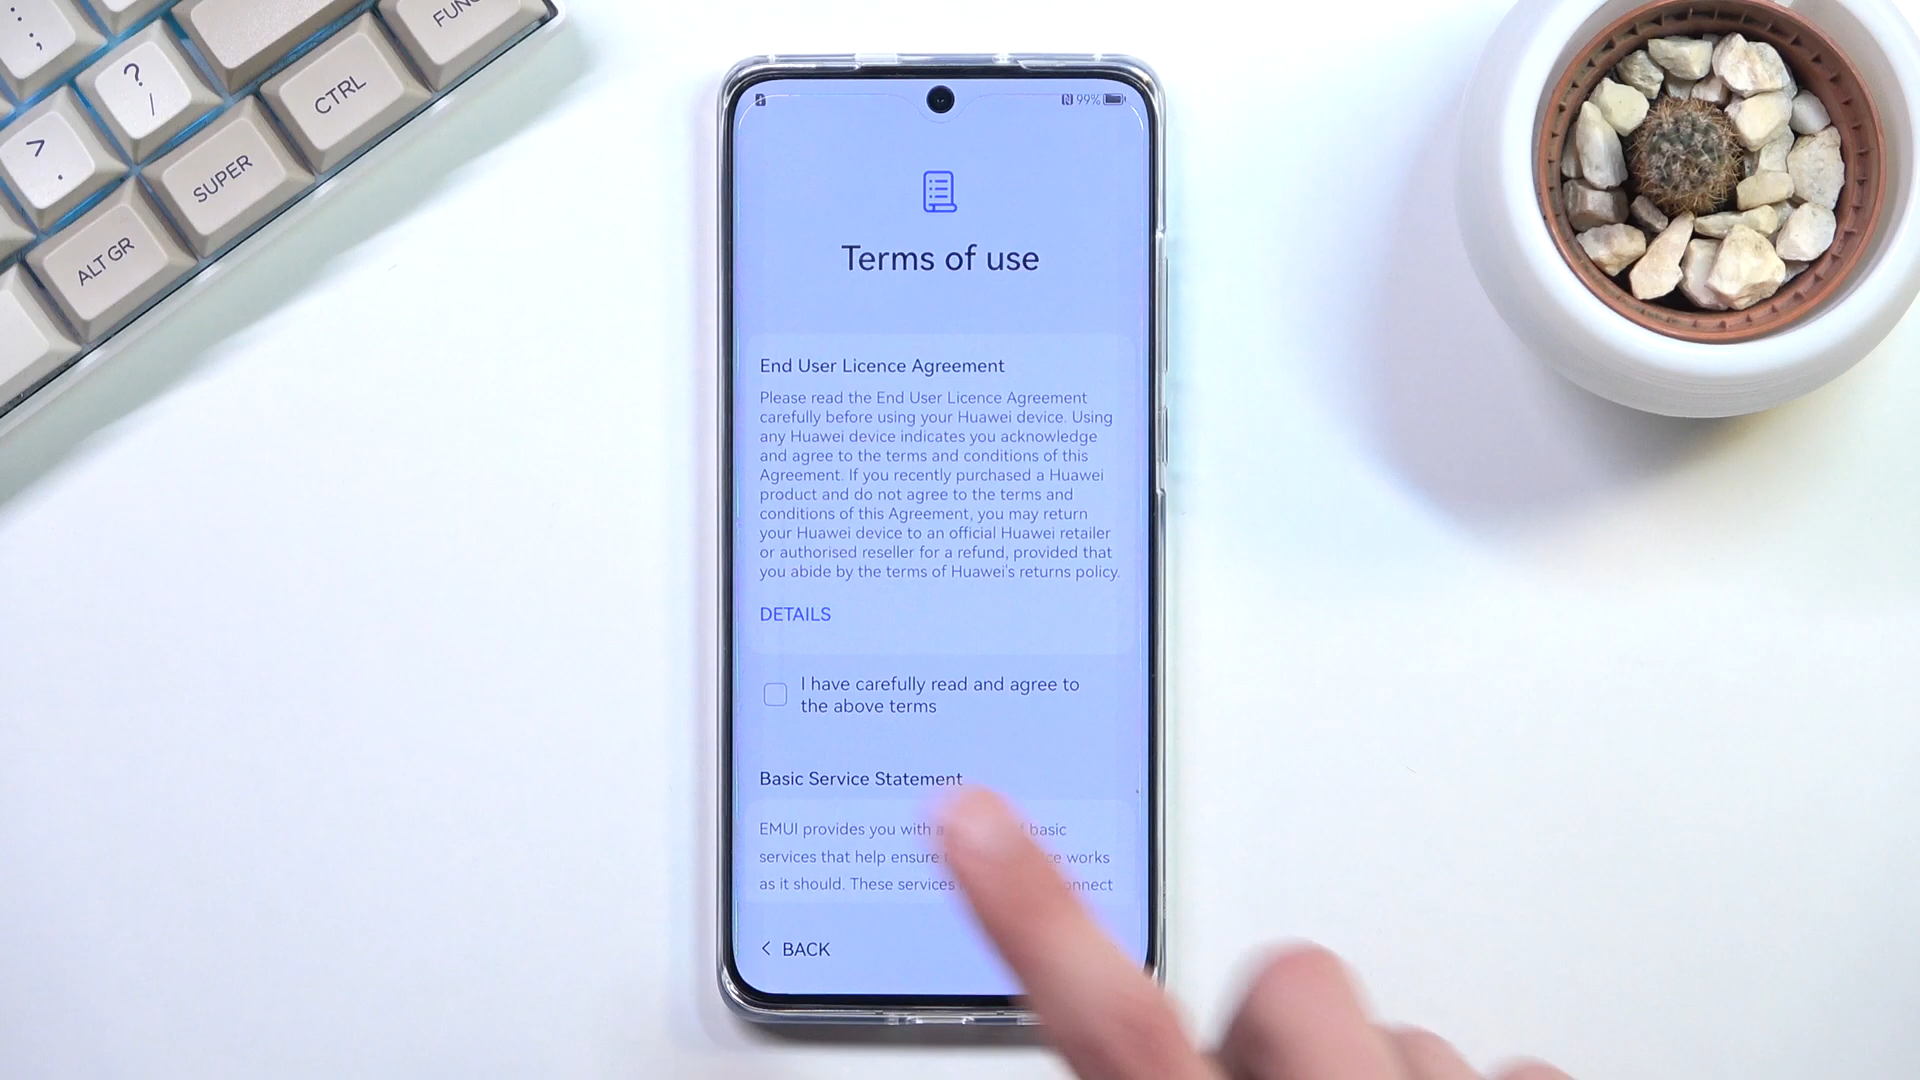 :
;
?
/
>
.
FUNC
CTRL
SUPER
ALT GR
99%
Terms of use
End User Licence Agreement
Please read the End User Licence Agreement
carefully before using your Huawei device. Using
any Huawei device indicates you acknowledge
and agree to the terms and conditions of this
Agreement. If you recently purchased a Huawei
product and do not agree to the terms and
conditions of this Agreement, you may return
your Huawei device to an official Huawei retailer
or authorised reseller for a refund, provided that
you abide by the terms of Huawei's returns policy.
DETAILS
I have carefully read and agree to
the above terms
Basic Service Statement
EMUI provides you with a basic
services that help ensure works
as it should. These services
< BACK